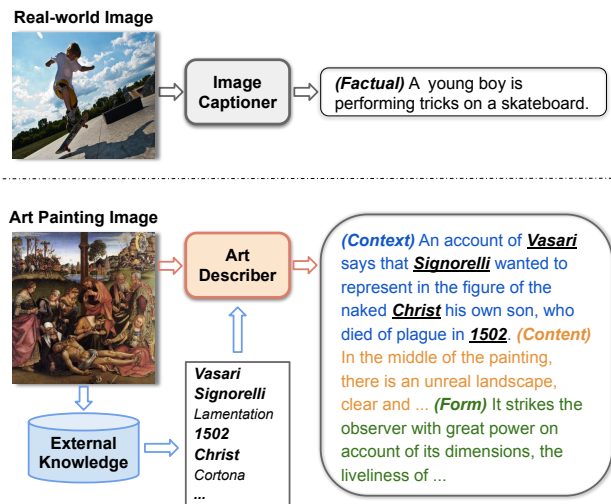 Real-world Image
Image
Captioner
(Factual) A young boy is
performing tricks on a skateboard.
Art Painting Image
Art
Describer
External
Knowledge
Vasari
Signorelli
Lamentation
1502
Christ
Cortona
...
(Context) An account of Vasari
says that Signorelli wanted to
represent in the figure of the
naked Christ his own son, who
died of plague in 1502. (Content)
In the middle of the painting,
there is an unreal landscape,
clear and ... (Form) It strikes the
observer with great power on
account of its dimensions, the
liveliness of ...